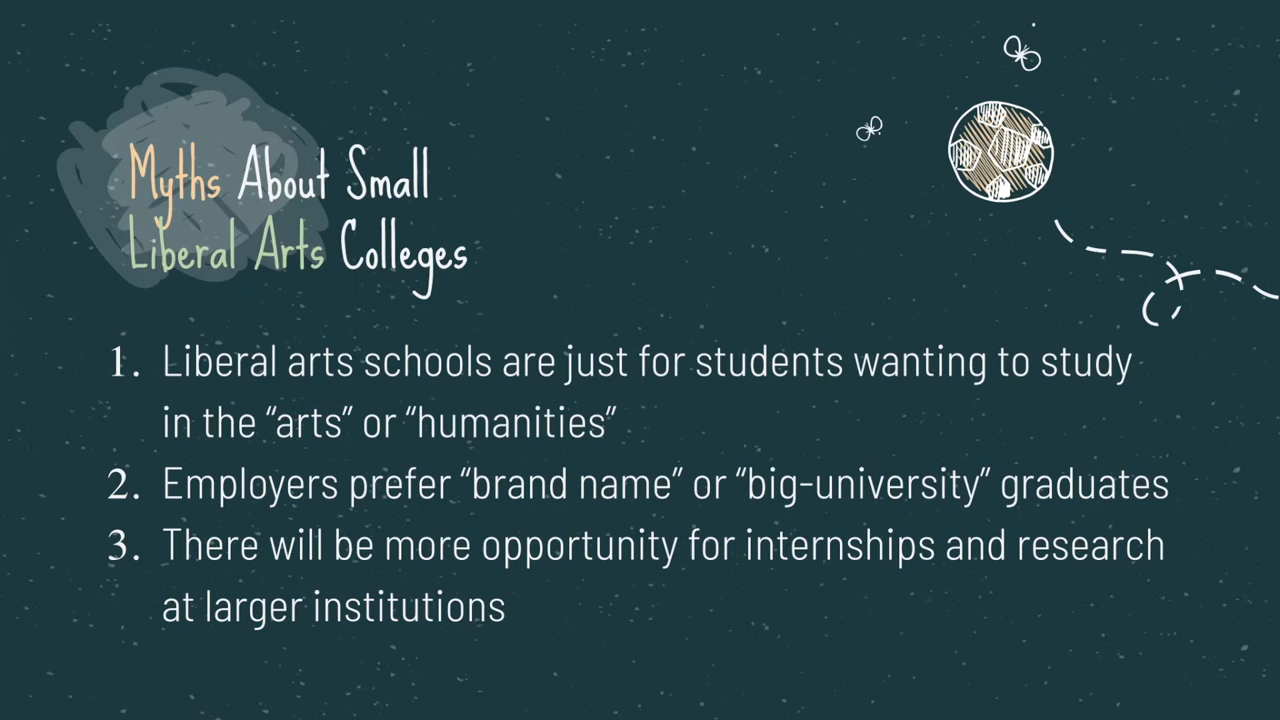 Myths About Small
Liberal Arts Colleges
1. Liberal arts schools are just for students wanting to study
in the “arts” or “humanities”
2. Employers prefer “brand name” or “big-university” graduates
3. There will be more opportunity for internships and research
at larger institutions